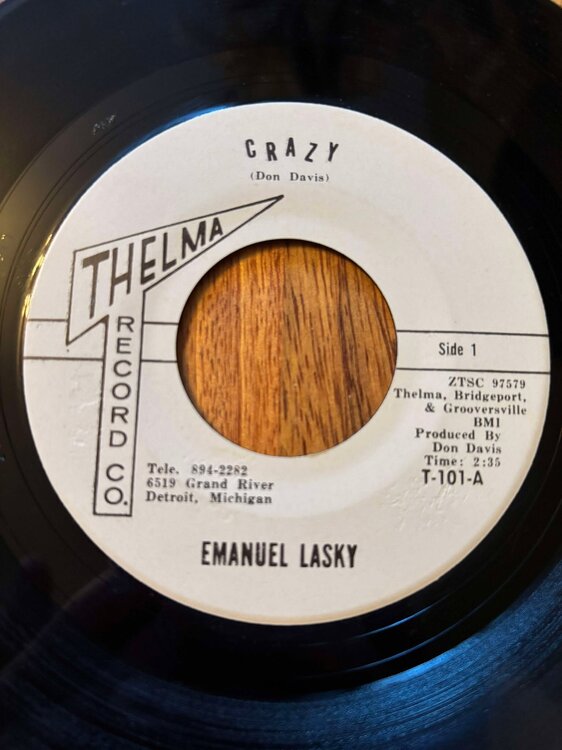 CRAZY
(Don Davis)
THELMA
RECORD CO.
Side 1
ZTSC 97579
Thelma, Bridgeport,
& Grooversville
BM1
Produced By
Don Davis
Time: 2:35
T-101-A
Tele. 894-2282
6519 Grand River
Detroit, Michigan
EMANUEL LASKY